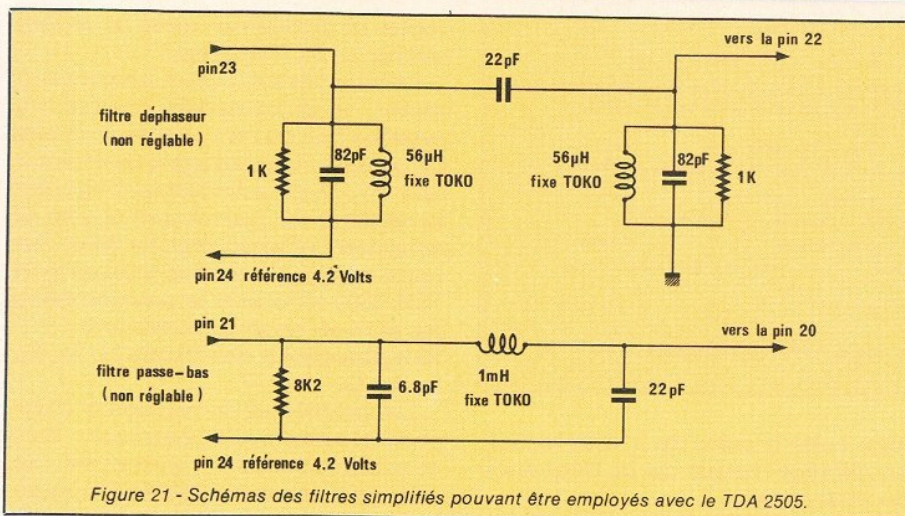 pin23
22pF
vers la pin 22
filtre déphaseur
(non réglable)
1K
82pF
56µH
fixe TOKO
56µH
fixe TOKO
82pF
1K
pin 24 référence 4.2 Volts
pin 21
vers la pin 20
filtre passe-bas
(non réglable)
8K2
6.8pF
1mH
fixe TOKO
22pF
pin 24 référence 4.2 Volts
Figure 21 - Schémas des filtres simplifiés pouvant être employés avec le TDA 2505.